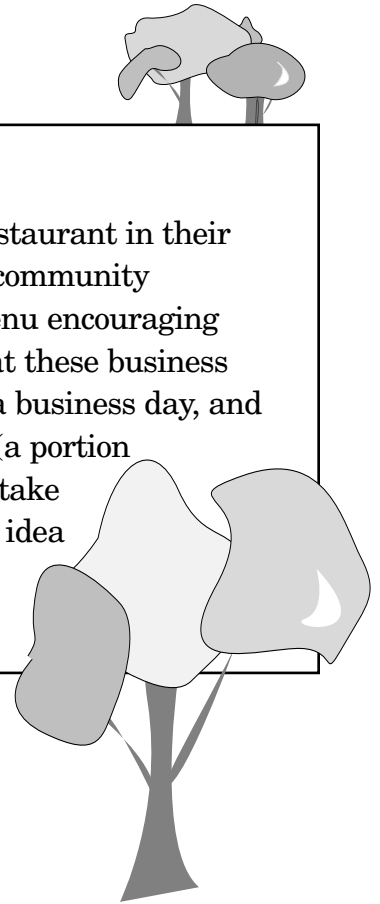 staurant in their
community
nu encouraging
at these business
a business day, and
(a portion
take
idea